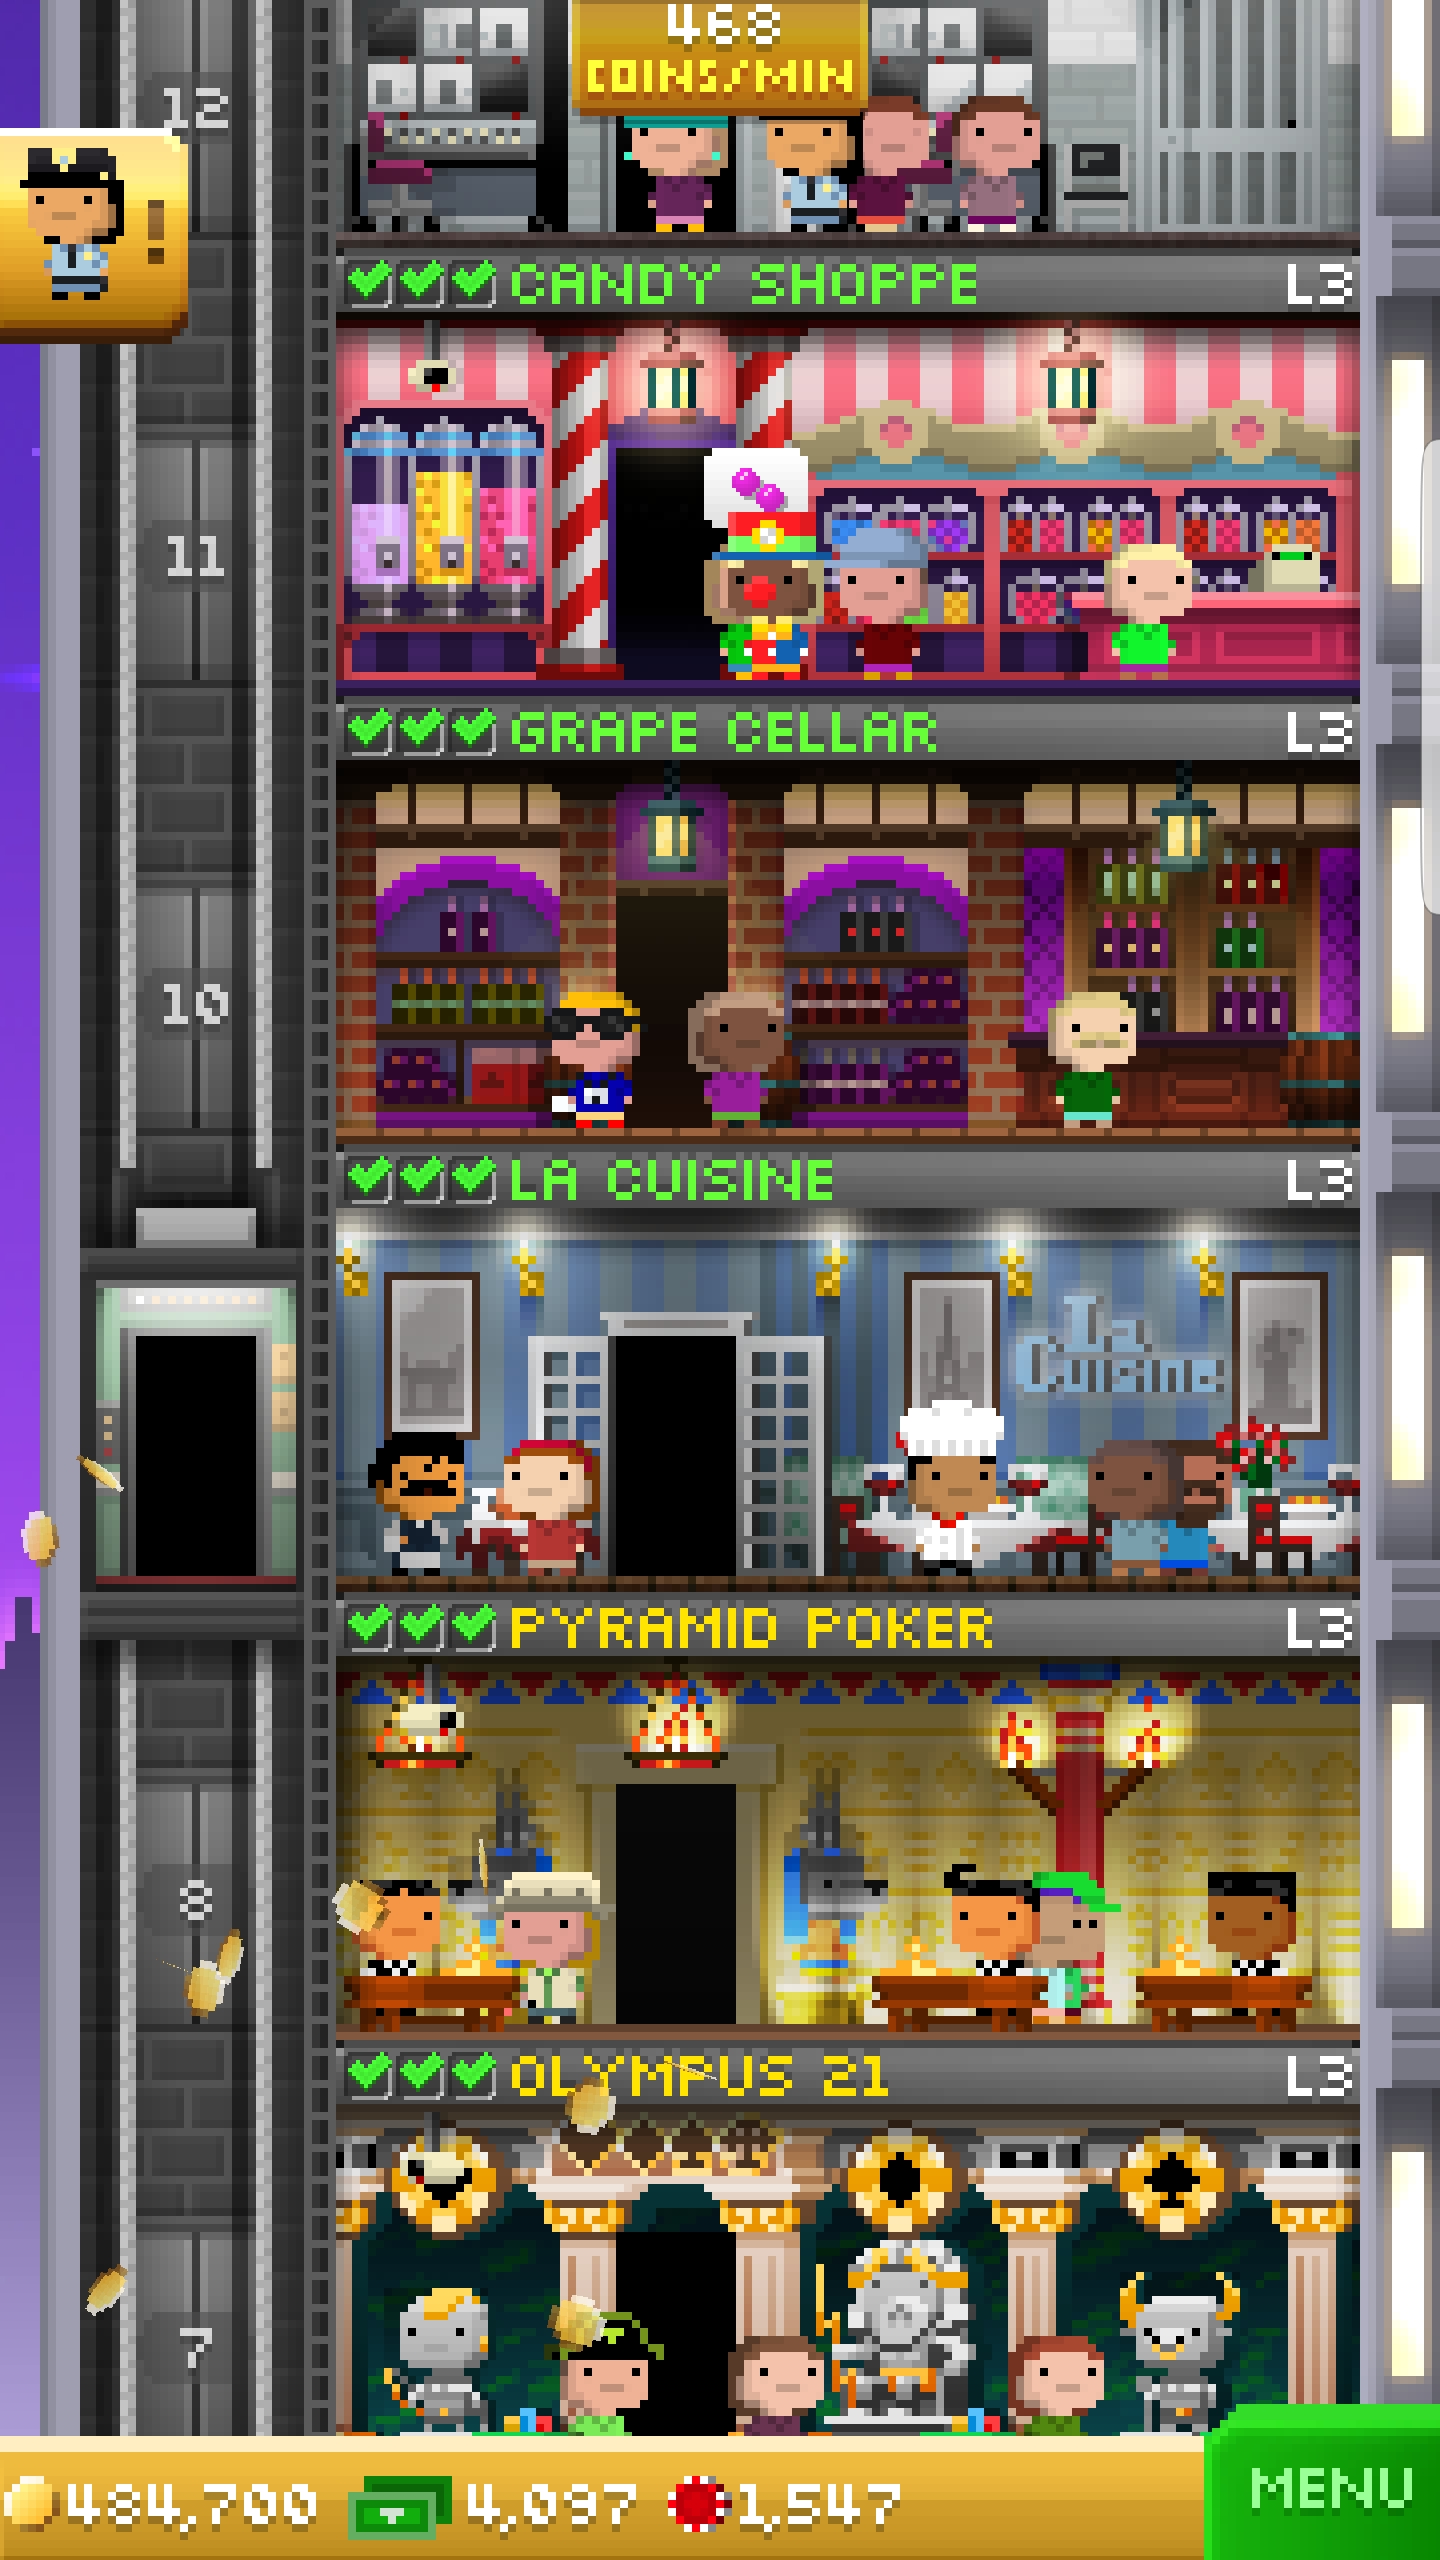 468
COINS/MIN
12
!
CANDY SHOPPE L3
11
GRAPE CELLAR L3
10
LA CUISINE L3
La
Cuisine
PYRAMID POKER L3
8
OLYMPUS 21 L3
7
484,700 4,097 1,547
MENU